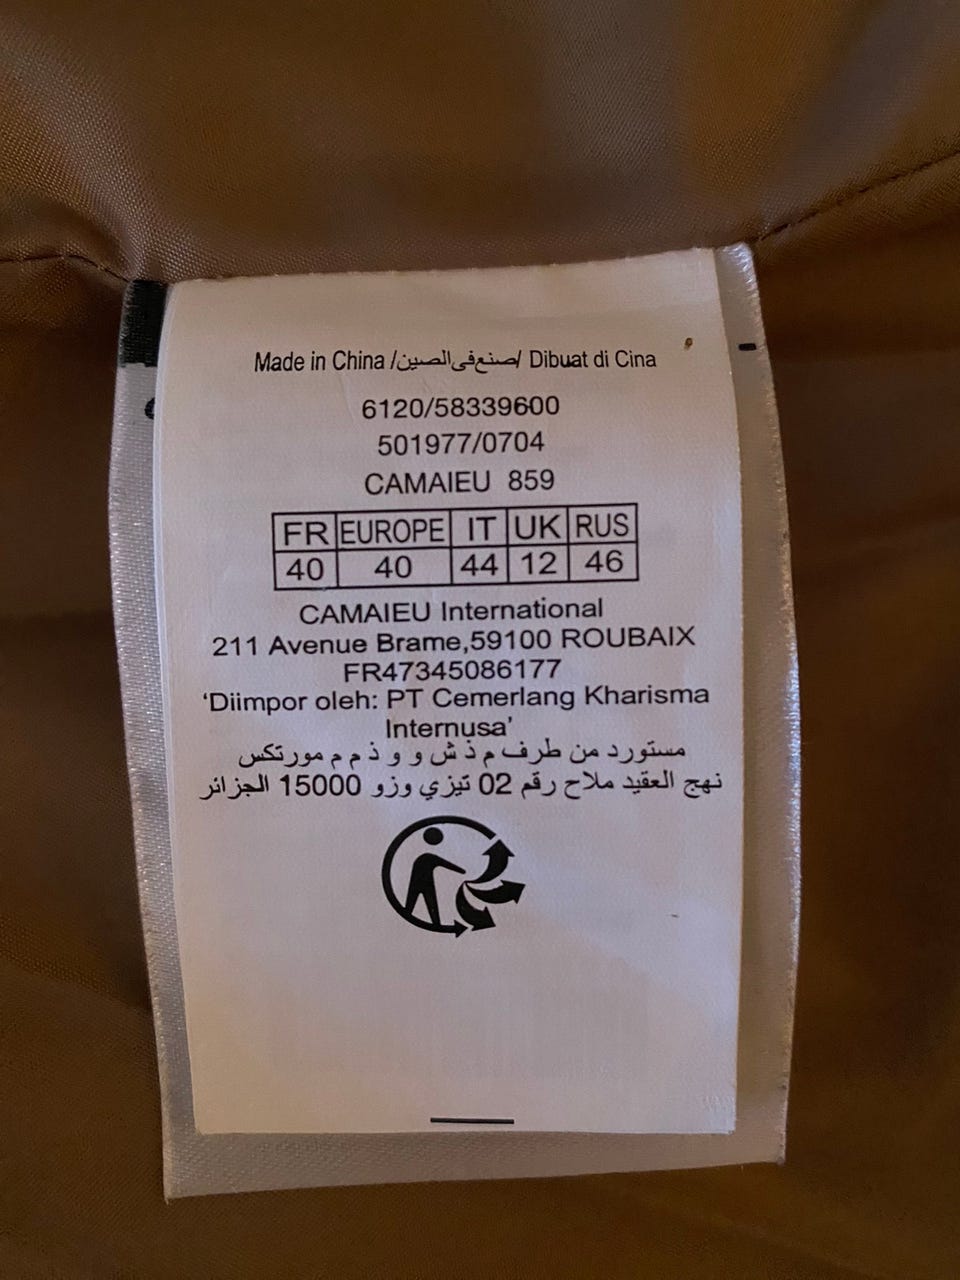 Made in China /صنع في الصين/ Dibuat di Cina
6120/58339600
501977/0704
CAMAIEU 859
FR EUROPE IT UK RUS
40 40 44 12 46
CAMAIEU International
211 Avenue Brame,59100 ROUBAIX
FR47345086177
‘Diimpor oleh: PT Cemerlang Kharisma
Internusa’
مستورد من طرف م ذ ش و و ذ م م مورتكس
نهج العقيد ملاح رقم 02 تيزي وزو 15000 الجزائر